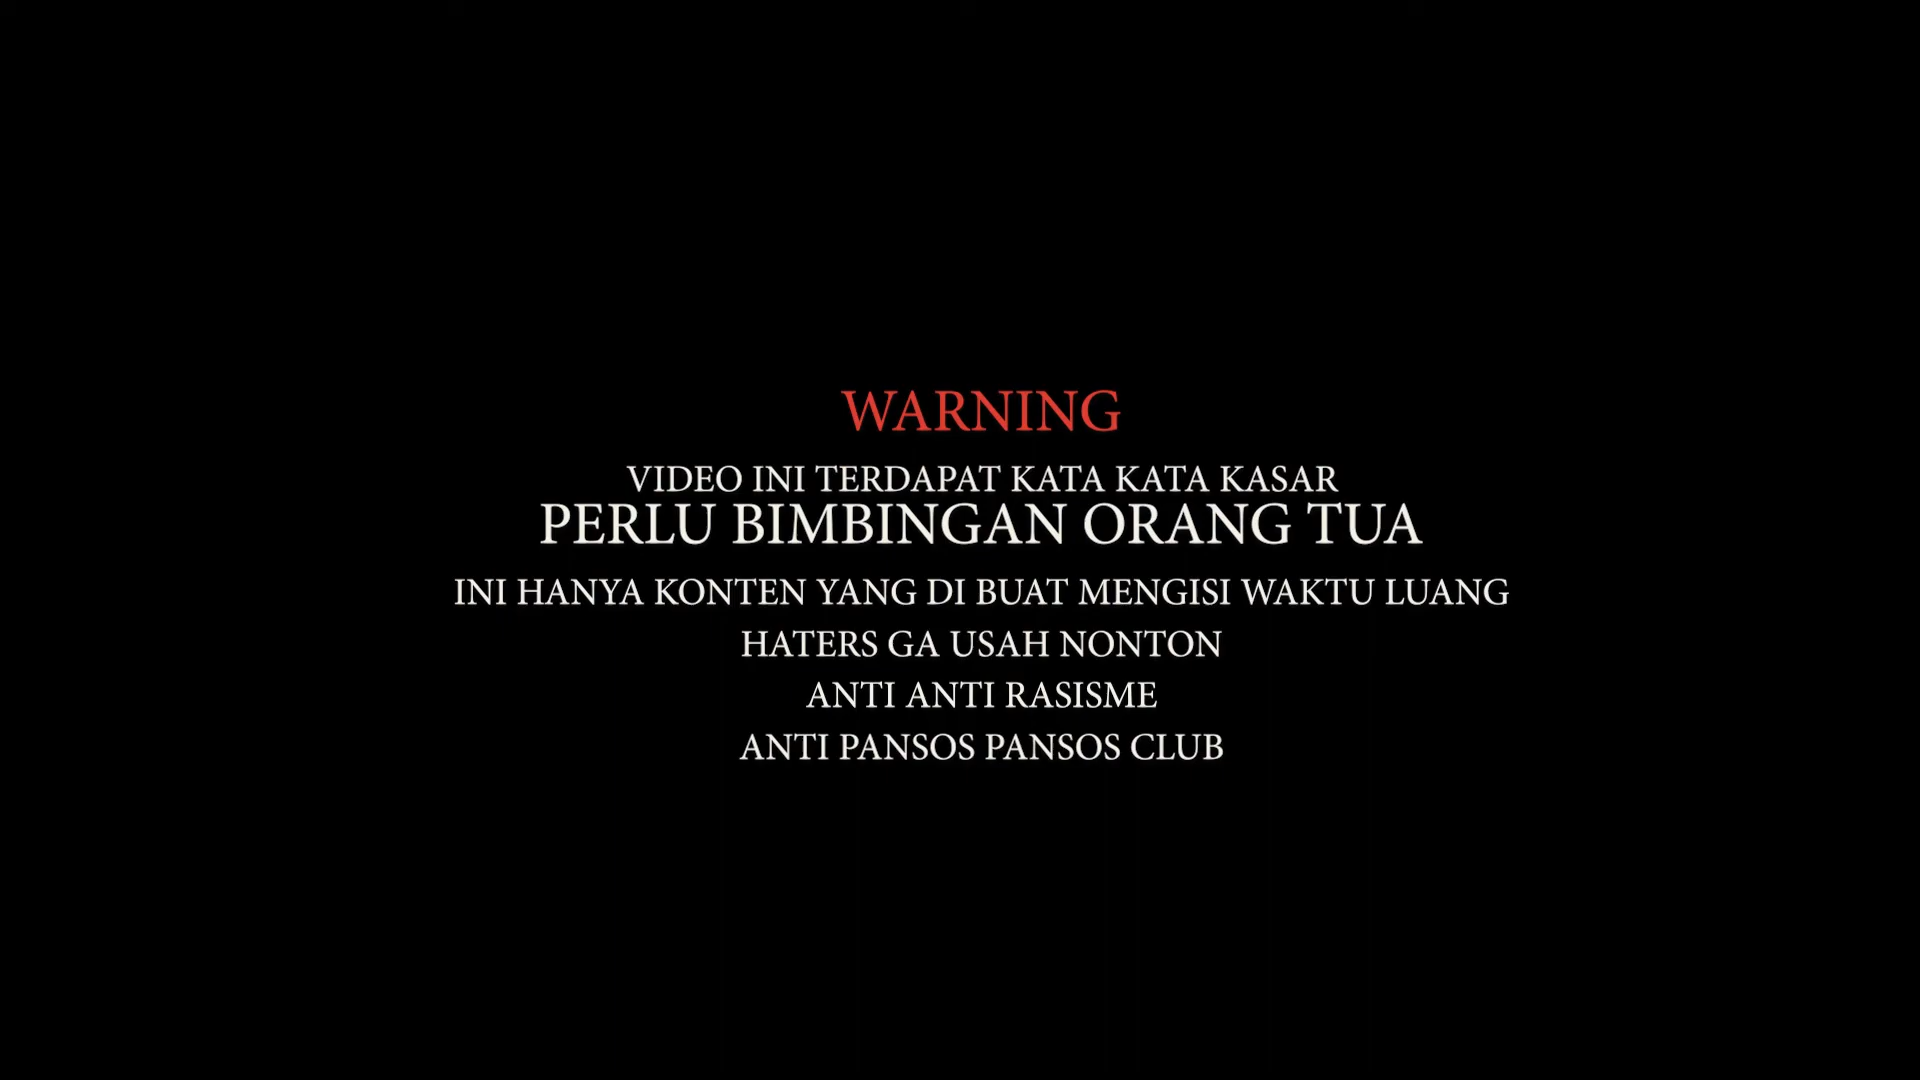 WARNING
VIDEO INI TERDAPAT KATA KATA KASAR
PERLU BIMBINGAN ORANG TUA
INI HANYA KONTEN YANG DI BUAT MENGISI WAKTU LUANG
HATERS GA USAH NONTON
ANTI ANTI RASISME
ANTI PANSOS PANSOS CLUB